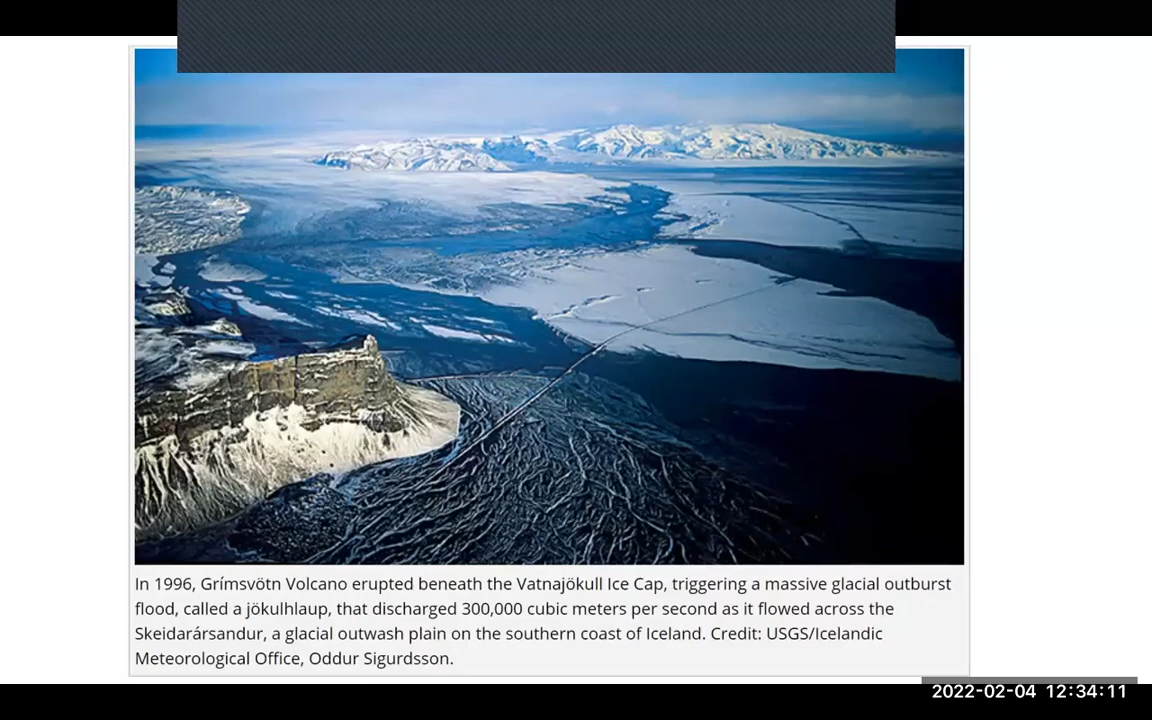 In 1996, Grímsvötn Volcano erupted beneath the Vatnajökull Ice Cap, triggering a massive glacial outburst
flood, called a jökulhlaup, that discharged 300,000 cubic meters per second as it flowed across the
Skeidarársandur, a glacial outwash plain on the southern coast of Iceland. Credit: USGS/Icelandic
Meteorological Office, Oddur Sigurdsson.
2022-02-04 12:34:11